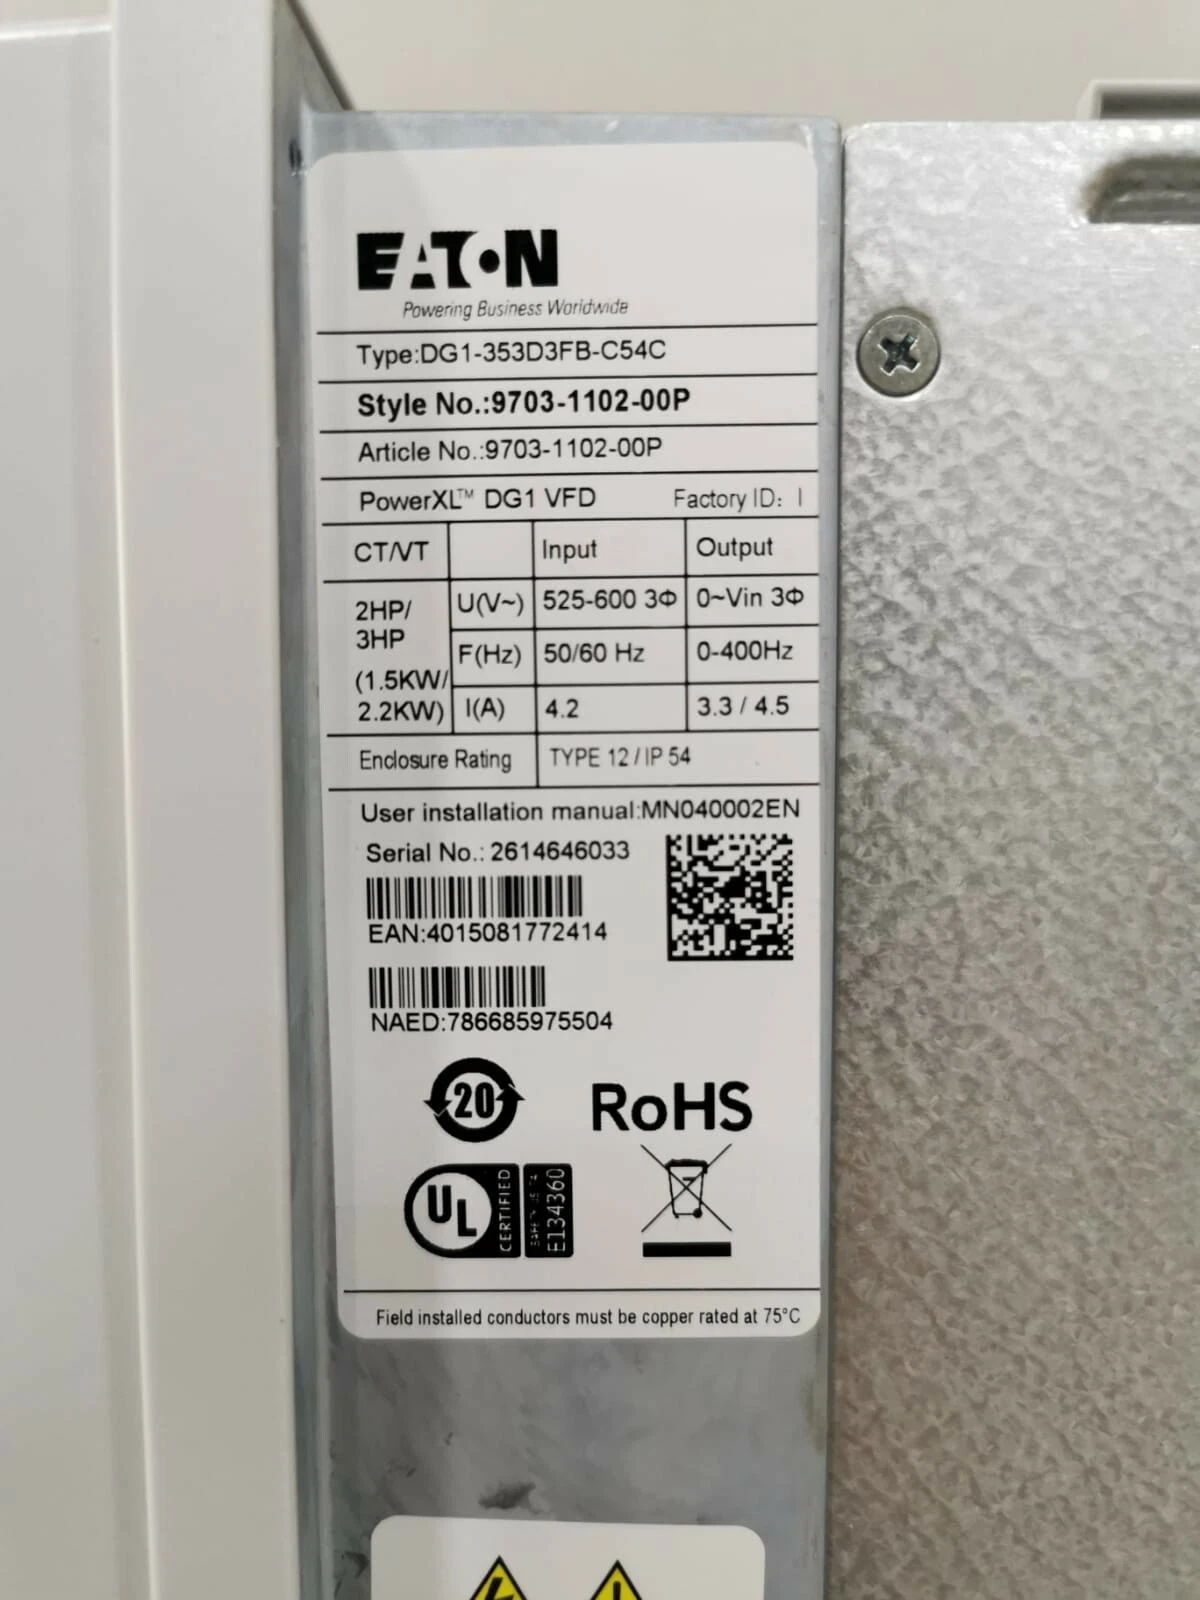 EATON
Powering Business Worldwide
Type:DG1-353D3FB-C54C
Style No.:9703-1102-00P
Article No.:9703-1102-00P
PowerXL™ DG1 VFD Factory ID: I
CT/VT Input Output
2HP/
3HP
(1.5KW/
2.2KW)
U(V~) 525-600 3Φ 0~Vin 3Φ
F(Hz) 50/60 Hz 0-400Hz
I(A) 4.2 3.3 / 4.5
Enclosure Rating TYPE 12 / IP 54
User installation manual:MN040002EN
Serial No.: 2614646033
EAN:4015081772414
NAED:786685975504
20
RoHS
UL
CERTIFIED
SAFETY US CA
E134360
Field installed conductors must be copper rated at 75°C